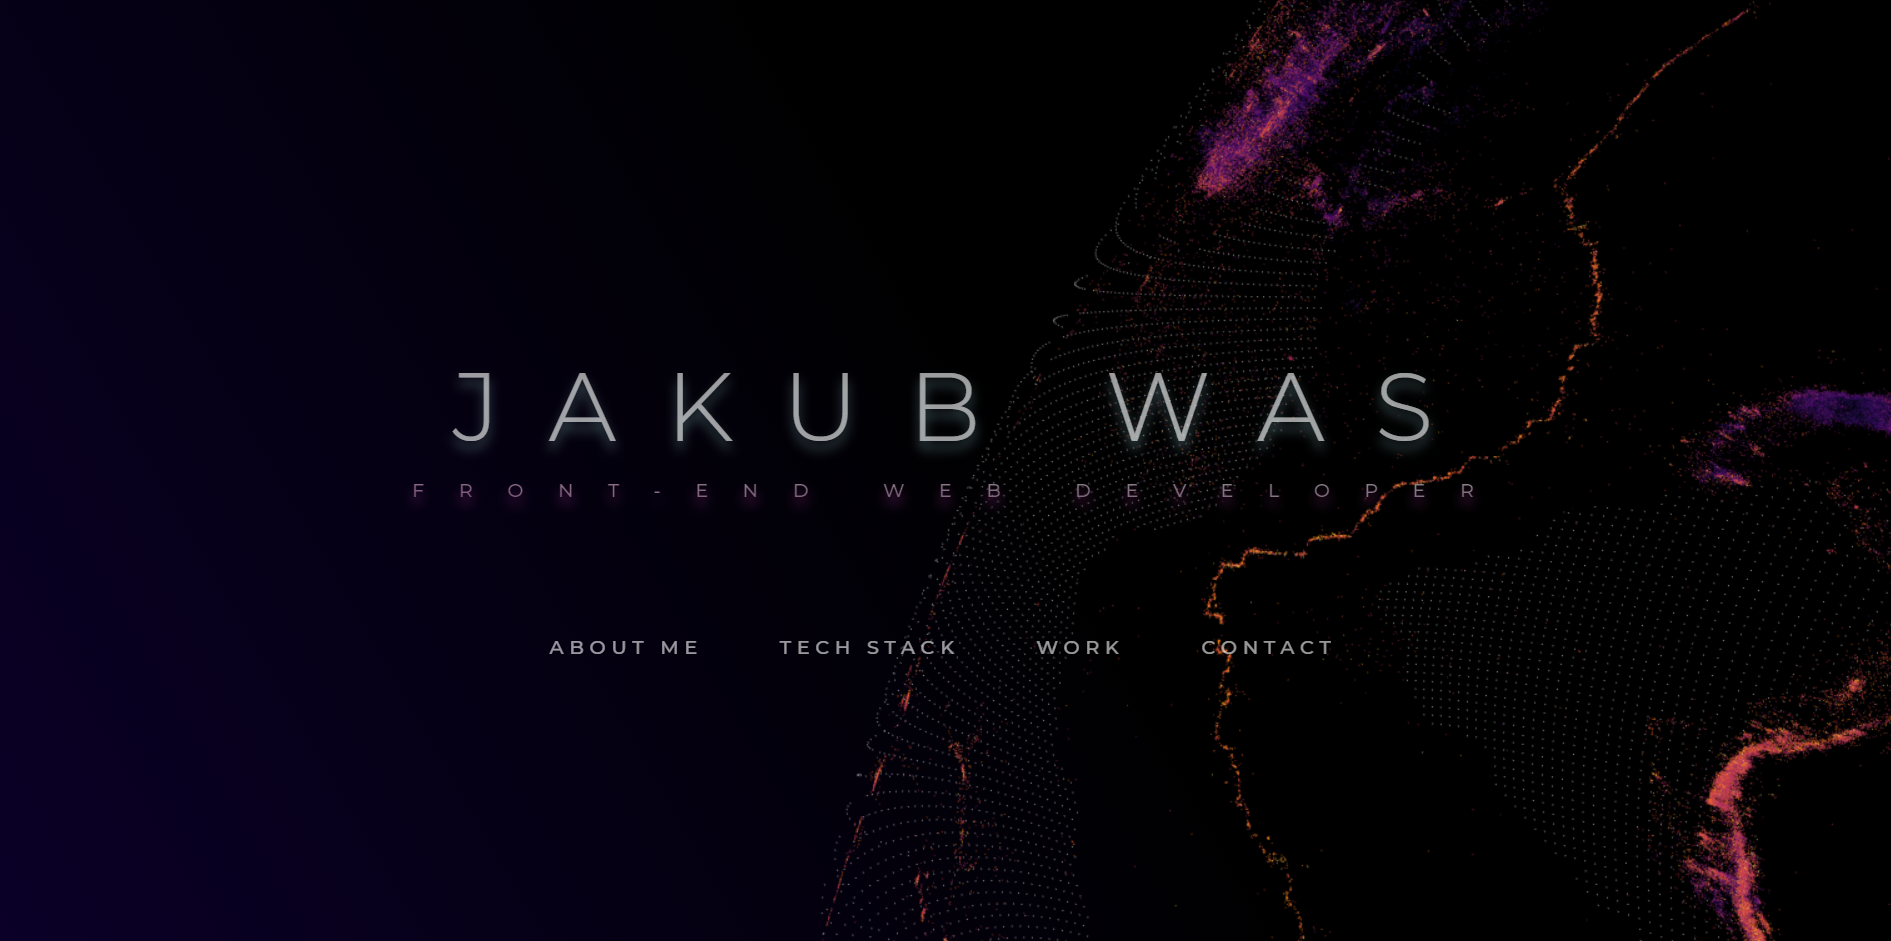 JAKUB WAS
FRONT-END WEB DEVELOPER
ABOUT ME TECH STACK WORK CONTACT